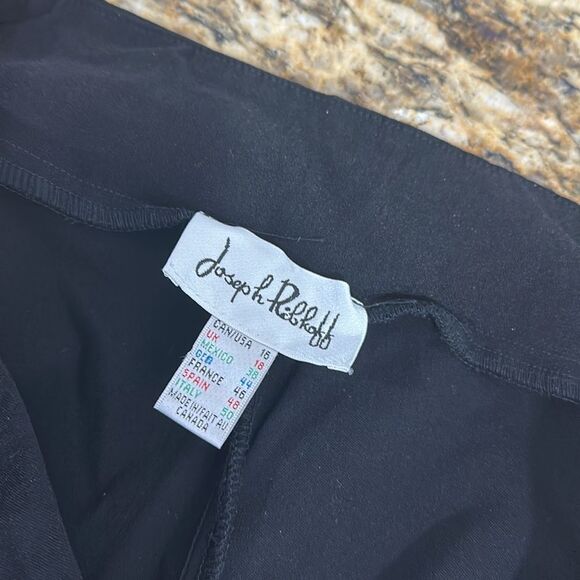 Joseph Ribkoff
CAN/USA 16
UK 18
MEXICO 38
GER 44
FRANCE 46
SPAIN 48
ITALY 50
MADE IN/FAIT AU
CANADA